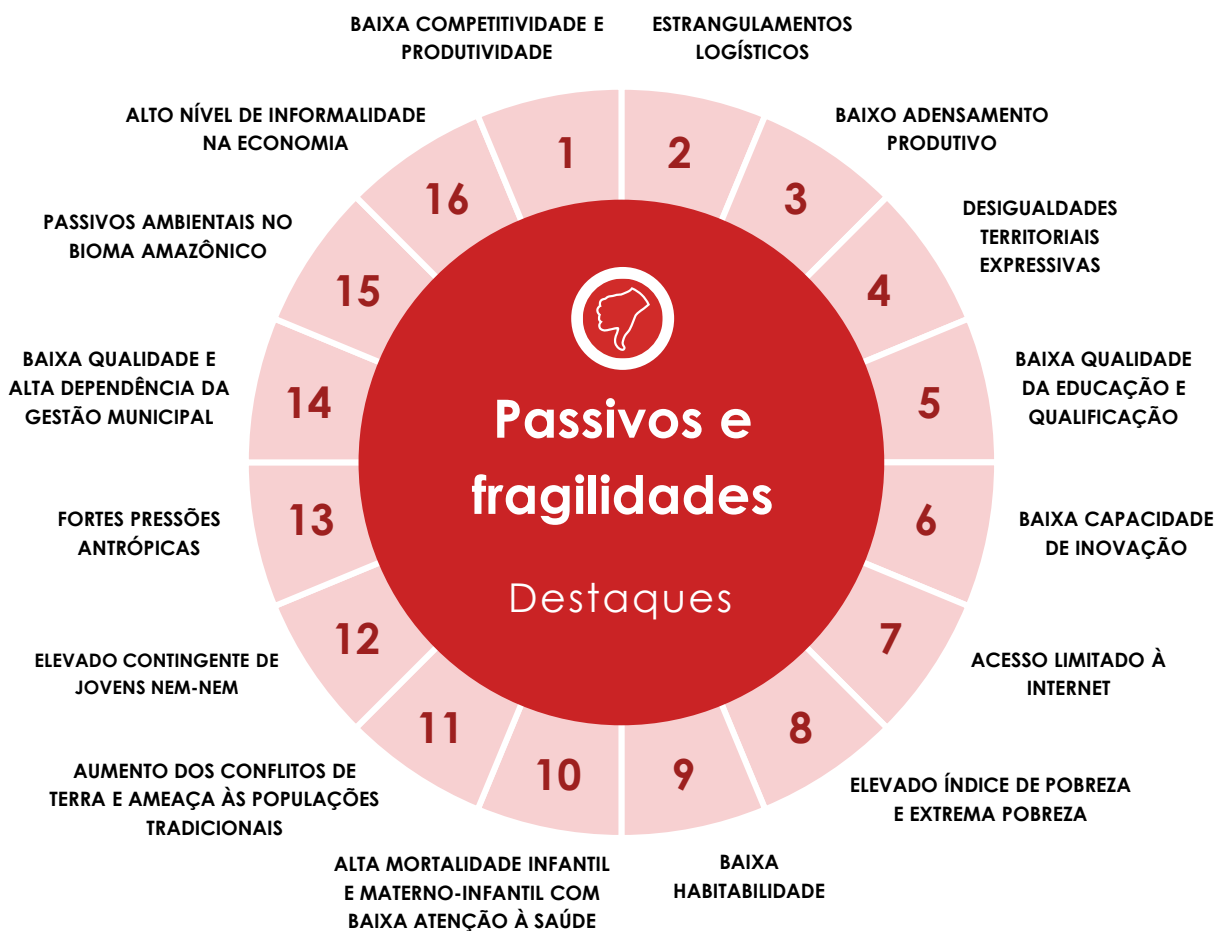 BAIXA COMPETITIVIDADE E
PRODUTIVIDADE
1
ESTRANGULAMENTOS
LOGÍSTICOS
2
BAIXO ADENSAMENTO
PRODUTIVO
3
DESIGUALDADES
TERRITORIAIS
EXPRESSIVAS
4
BAIXA QUALIDADE
DA EDUCAÇÃO E
QUALIFICAÇÃO
5
BAIXA CAPACIDADE
DE INOVAÇÃO
6
ACESSO LIMITADO À
INTERNET
7
ELEVADO ÍNDICE DE POBREZA
E EXTREMA POBREZA
8
BAIXA
HABITABILIDADE
9
ALTA MORTALIDADE INFANTIL
E MATERNO-INFANTIL COM
BAIXA ATENÇÃO À SAÚDE
10
AUMENTO DOS CONFLITOS DE
TERRA E AMEAÇA ÀS POPULAÇÕES
TRADICIONAIS
11
ELEVADO CONTINGENTE DE
JOVENS NEM-NEM
12
FORTES PRESSÕES
ANTRÓPICAS
13
BAIXA QUALIDADE E
ALTA DEPENDÊNCIA DA
GESTÃO MUNICIPAL
14
PASSIVOS AMBIENTAIS NO
BIOMA AMAZÔNICO
15
ALTO NÍVEL DE INFORMALIDADE
NA ECONOMIA
16
Passivos e
fragilidades
Destaques